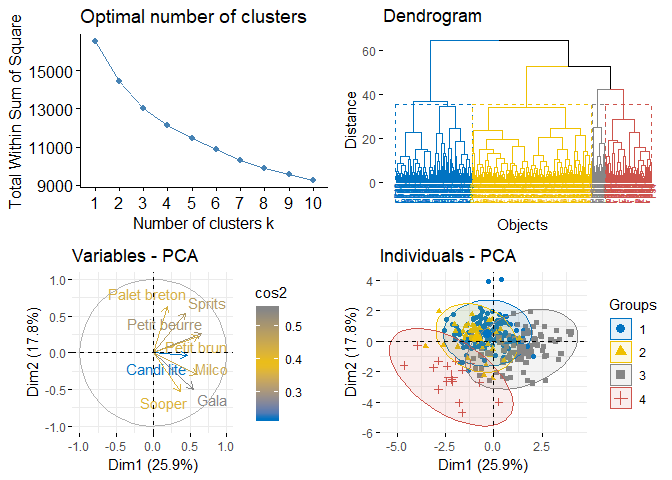 Optimal number of clusters
Total Within Sum of Square
15000
13000
11000
9000
1 2 3 4 5 6 7 8 9 10
Number of clusters k
Dendrogram
Distance
60
40
20
0
Objects
Variables - PCA
Dim2 (17.8%)
1.0
0.5
0.0
-0.5
-1.0
Palet breton
Sprits
Petit beurre
Petit brun
Candi lite
Milco
Sooper
Gala
-1.0 -0.5 0.0 0.5 1.0
Dim1 (25.9%)
cos2
0.5
0.4
0.3
Individuals - PCA
Dim2 (17.8%)
4
2
0
-2
-4
-6
-5.0 -2.5 0.0 2.5
Dim1 (25.9%)
Groups
1
2
3
4